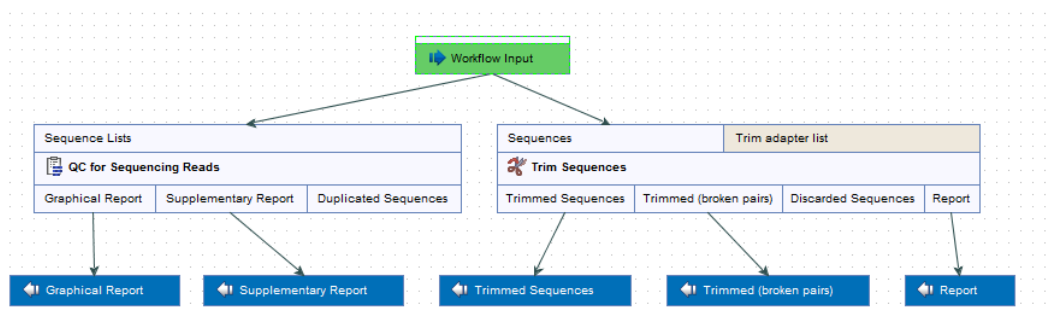 Workflow Input
Sequence Lists
QC for Sequencing Reads
Graphical Report Supplementary Report Duplicated Sequences
Sequences Trim adapter list
Trim Sequences
Trimmed Sequences Trimmed (broken pairs) Discarded Sequences Report
Graphical Report
Supplementary Report
Trimmed Sequences
Trimmed (broken pairs)
Report